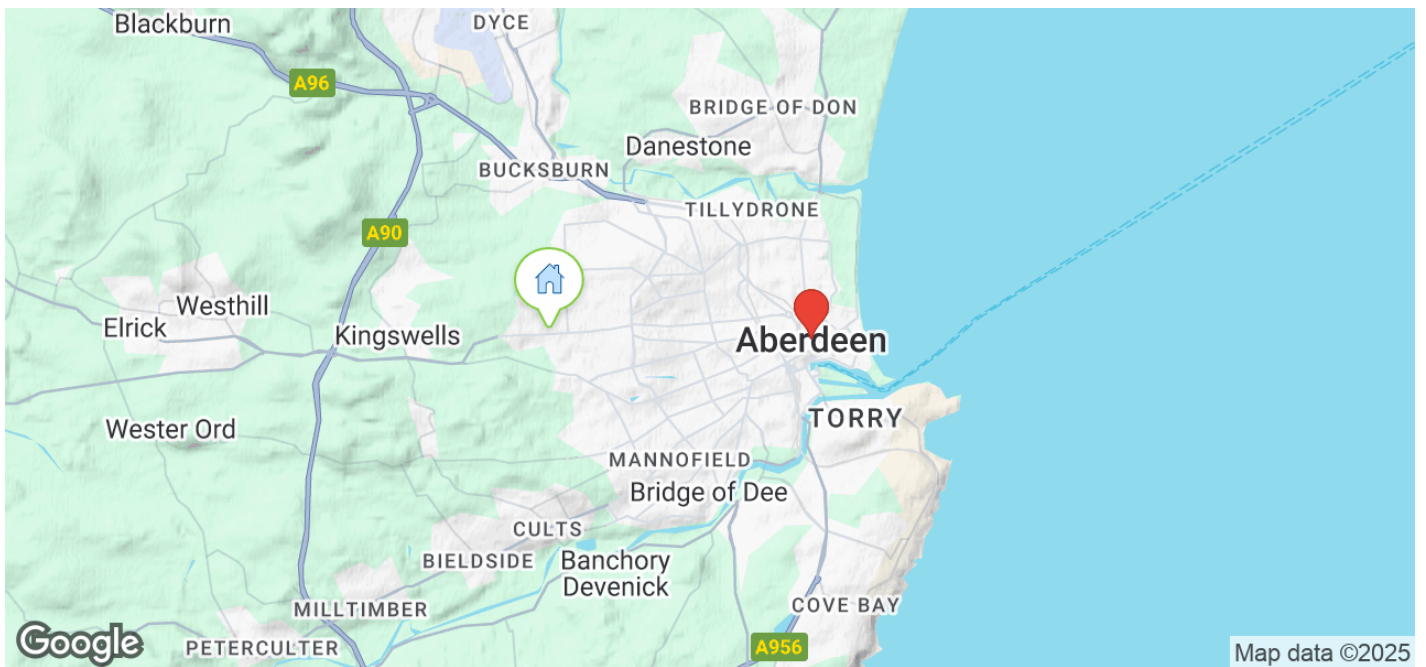 Blackburn
DYCE
A96
BRIDGE OF DON
Danestone
BUCKSBURN
TILLYDRONE
A90
Westhill
Elrick
Kingswells
Aberdeen
TORRY
Wester Ord
MANNOFIELD
Bridge of Dee
CULTS
BIELDSIDE
Banchory
Devenick
MILLTIMBER
COVE BAY
PETERCULTER
A956
Google
Map data ©2025